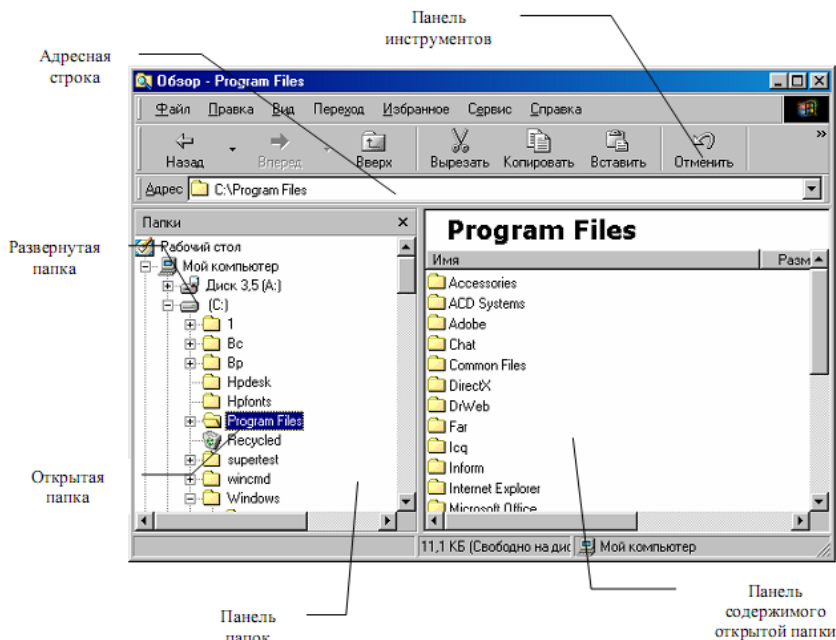 Панель
инструментов
Адресная
строка
Обзор - Program Files
Файл Правка Вид Переход Избранное Сервис Справка
Назад Вперед Вверх Вырезать Копировать Вставить Отменить »
Адрес C:\Program Files
Папки
Program Files
Развернутая
папка
Рабочий стол
Мой компьютер
Диск 3,5 (A:)
(C:)
1
Bc
Bp
Hpdesk
Hpfonts
Program Files
Recycled
supertest
wincmd
Windows
Имя Разм
Accessories
ACD Systems
Adobe
Chat
Common Files
DirectX
DrWeb
Far
Icq
Inform
Internet Explorer
Microsoft Office
Открытая
папка
11,1 КБ (Свободно на дис Мой компьютер
Панель
папок
Панель
содержимого
открытой папки